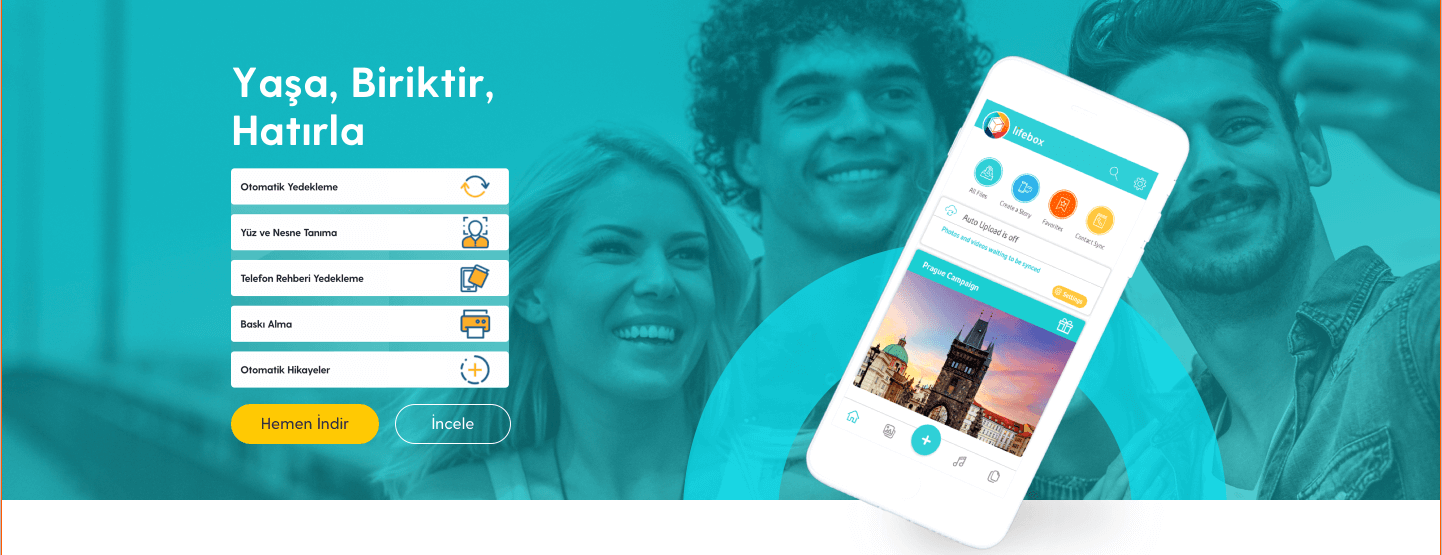 Yaşa, Biriktir,
Hatırla
Otomatik Yedekleme
Yüz ve Nesne Tanıma
Telefon Rehberi Yedekleme
Baskı Alma
Otomatik Hikayeler
Hemen İndir
İncele
lifebox
All Files
Create a Story
Favorites
Contact Sync
Auto Upload is off
Photos and videos waiting to be synced
Settings
Prague Campaign